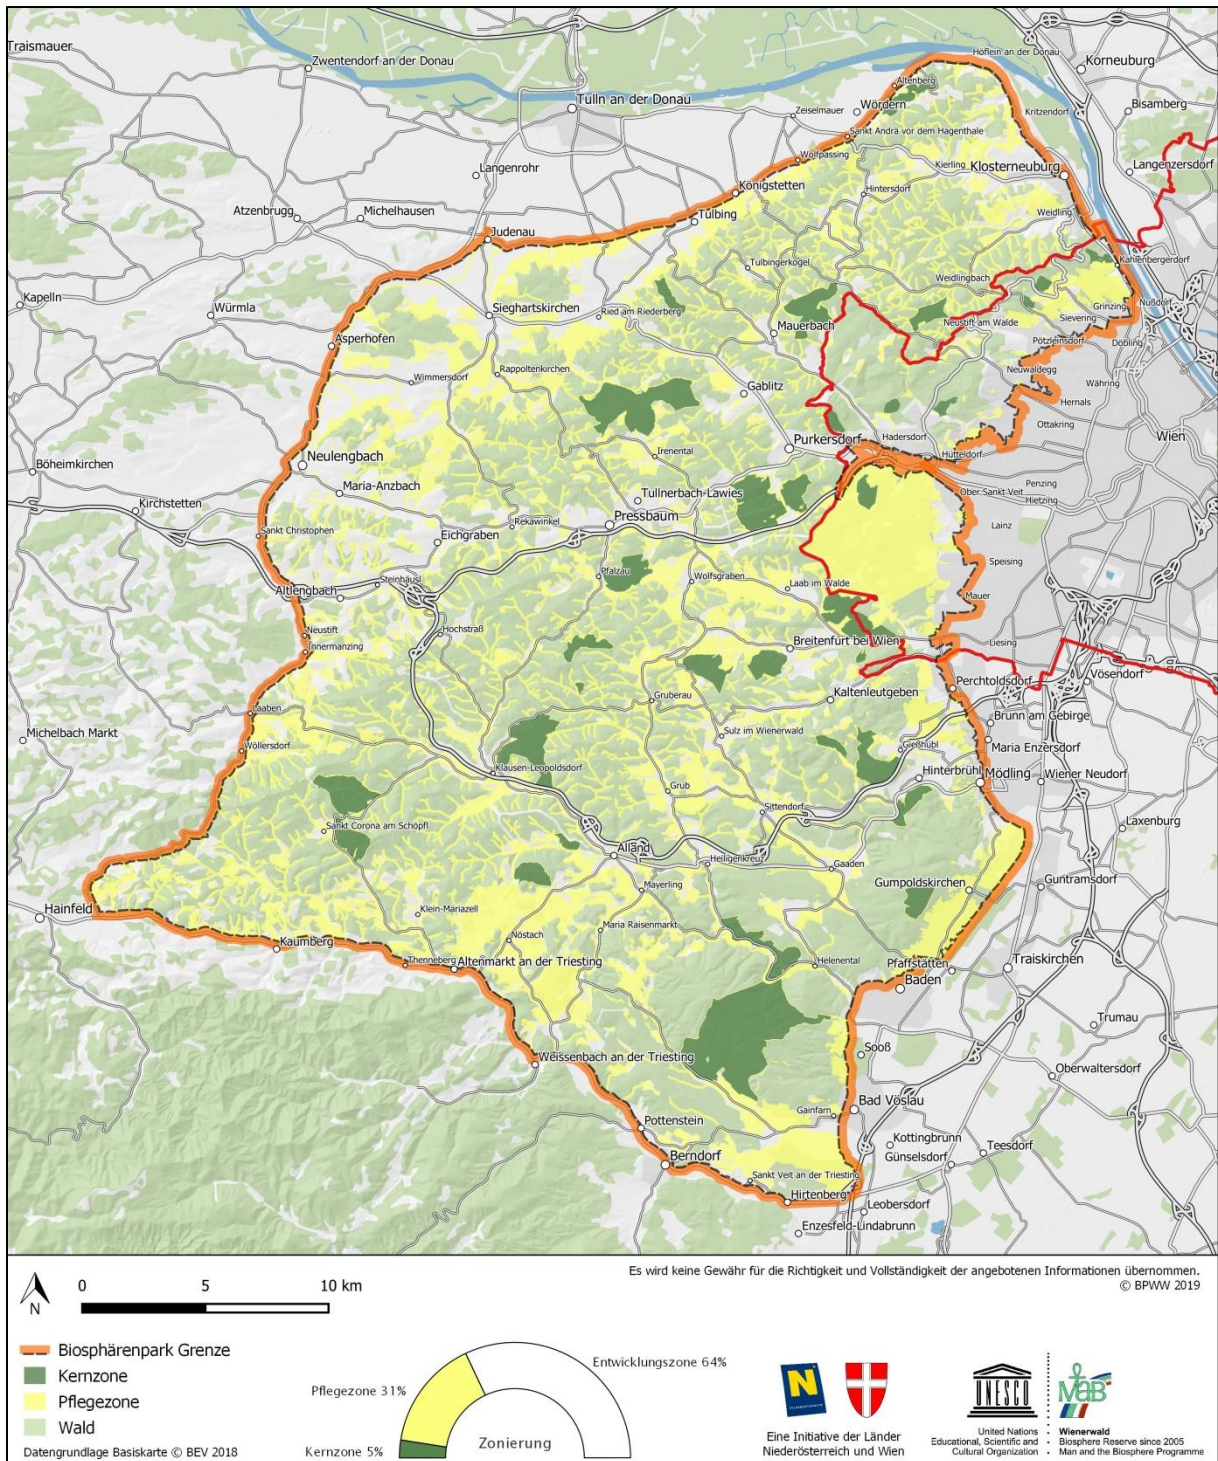 Traismauer
Zwentendorf an der Donau
Höflein an der Donau
Korneuburg
Altenberg
Tulln an der Donau
Wördern
Zeiselmauer
Kritzendorf
Bisamberg
Sankt Andrä vor dem Hagenthale
Wolfpassing
Kierling
Klosterneuburg
Langenzersdorf
Langenrohr
Königstetten
Hintersdorf
Atzenbrugg
Michelhausen
Tulbing
Weidling
Judenau
Tulbingerkogel
Kahlenbergerdorf
Weidlingbach
Kapelln
Würmla
Sieghartskirchen
Ried am Riederberg
Grinzing
Nußdorf
Neustift am Walde
Sievering
Mauerbach
Asperhofen
Pötzleinsdorf
Döbling
Neuwaldegg
Wimmersdorf
Rappoltenkirchen
Gablitz
Währing
Hernals
Ottakring
Wien
Purkersdorf
Hadersdorf
Hütteldorf
Irenental
Böheimkirchen
Neulengbach
Penzing
Ober Sankt Veit
Hietzing
Maria-Anzbach
Tullnerbach-Lawies
Kirchstetten
Rekawinkel
Pressbaum
Lainz
Sankt Christophen
Eichgraben
Speising
Pfalzau
Wolfsgraben
Laab im Walde
Steinhäusl
Altlengbach
Mauer
Neustift
Hochstraß
Innermanzing
Breitenfurt bei Wien
Liesing
Vösendorf
Perchtoldsdorf
Gruberau
Kaltenleutgeben
Laaben
Brunn am Gebirge
Michelbach Markt
Sulz im Wienerwald
Wöllersdorf
Gießhübl
Maria Enzersdorf
Klausen-Leopoldsdorf
Hinterbrühl
Mödling
Wiener Neudorf
Grub
Sittendorf
Sankt Corona am Schöpfl
Laxenburg
Alland
Heiligenkreuz
Gaaden
Mayerling
Gumpoldskirchen
Guntramsdorf
Hainfeld
Klein-Mariazell
Maria Raisenmarkt
Nöstach
Kaumberg
Thenneberg
Altenmarkt an der Triesting
Helenental
Pfaffstätten
Traiskirchen
Baden
Trumau
Sooß
Weissenbach an der Triesting
Oberwaltersdorf
Gainfarn
Bad Vöslau
Pottenstein
Kottingbrunn
Teesdorf
Günselsdorf
Berndorf
Sankt Veit an der Triesting
Hirtenberg
Leobersdorf
Enzesfeld-Lindabrunn
Es wird keine Gewähr für die Richtigkeit und Vollständigkeit der angebotenen Informationen übernommen.
© BPWW 2019
N
0 5 10 km
Biosphärenpark Grenze
Kernzone
Pflegezone
Wald
Datengrundlage Basiskarte © BEV 2018
Entwicklungszone 64%
Pflegezone 31%
Kernzone 5%
Zonierung
N
Eine Initiative der Länder
Niederösterreich und Wien
UNESCO
United Nations
Educational, Scientific and
Cultural Organization
MaB
Wienerwald
Biosphere Reserve since 2005
Man and the Biosphere Programme